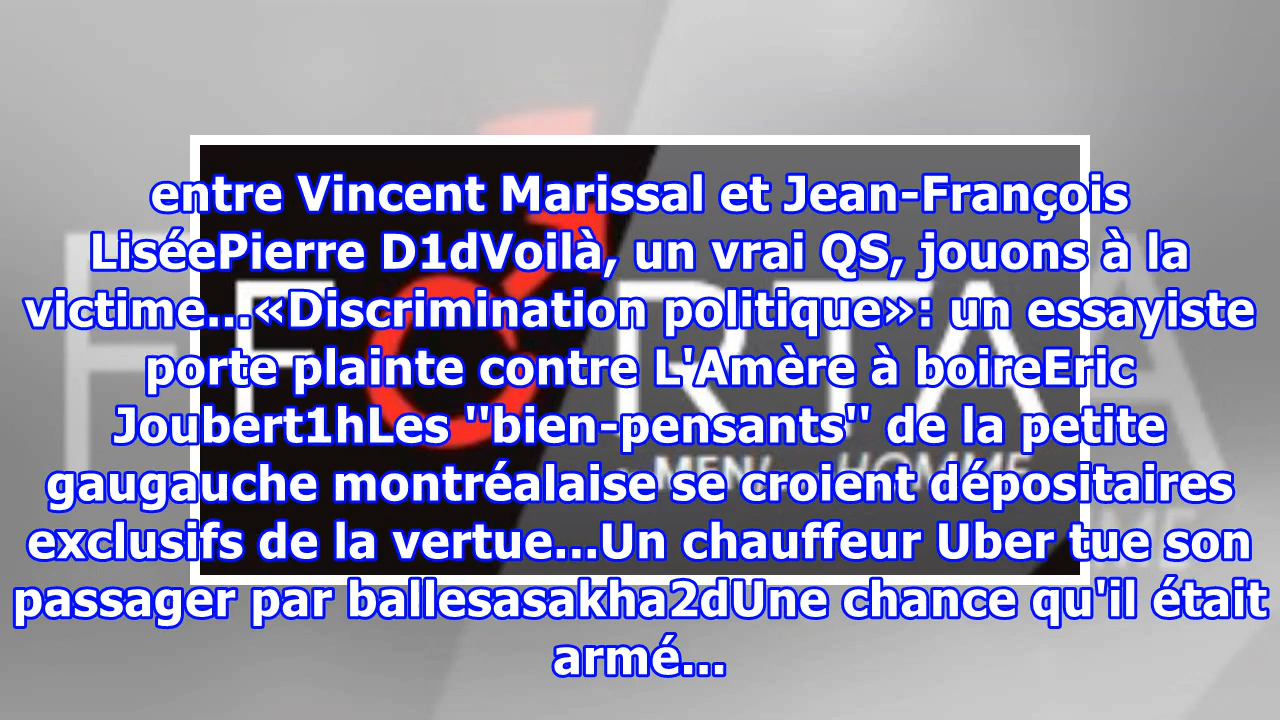 entre Vincent Marissal et Jean-François
LiséePierre D1dVoilà, un vrai QS, jouons à la
victime...«Discrimination politique»: un essayiste
porte plainte contre L'Amère à boireEric
Joubert1hLes "bien-pensants" de la petite
gaugauche montréalaise se croient dépositaires
exclusifs de la vertue...Un chauffeur Uber tue son
passager par ballesasakha2dUne chance qu'il était
armé...
MEN/
HOMME